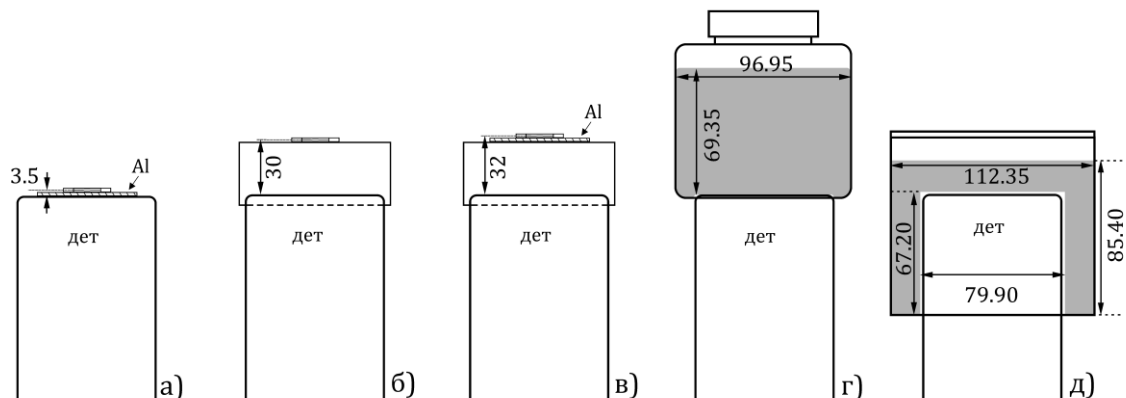 3.5
Al
дет
а)
30
дет
б)
Al
32
дет
в)
96.95
69.35
дет
г)
112.35
дет
67.20
79.90
85.40
д)